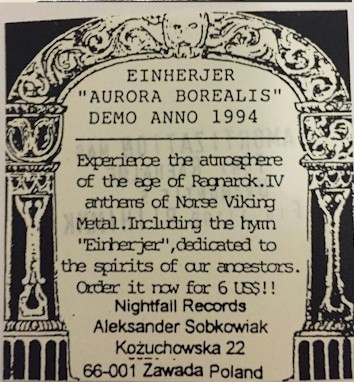 EINHERJER
"AURORA BOREALIS"
DEMO ANNO 1994
Experience the atmosphere
of the age of Ragnarok.IV
anthems of Norse Viking
Metal.Including the hymn
"Einherjer",dedicated to
the spirits of our ancestors.
Order it now for 6 US$!!
Nightfall Records
Aleksander Sobkowiak
Kożuchowska 22
66-001 Zawada Poland